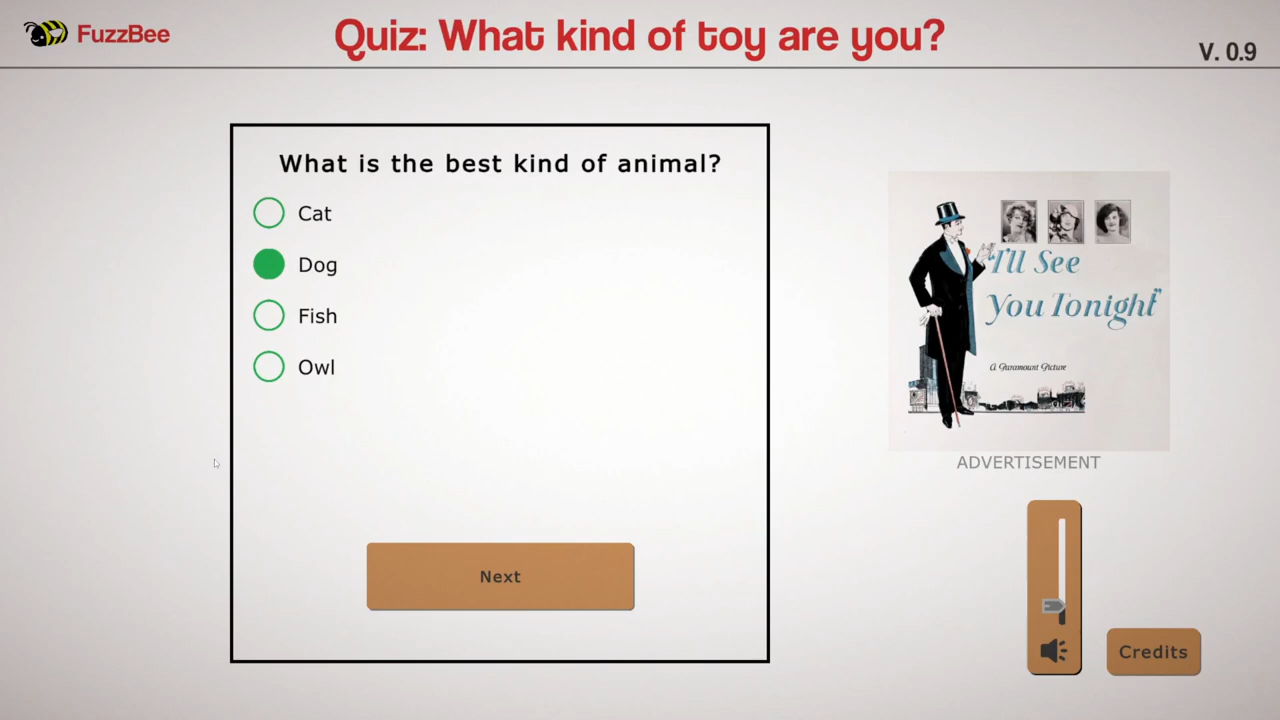 FuzzBee
Quiz: What kind of toy are you?
V. 0.9
What is the best kind of animal?
Cat
Dog
Fish
Owl
Next
"I'll See
You Tonight"
A Paramount Picture
ADVERTISEMENT
Credits